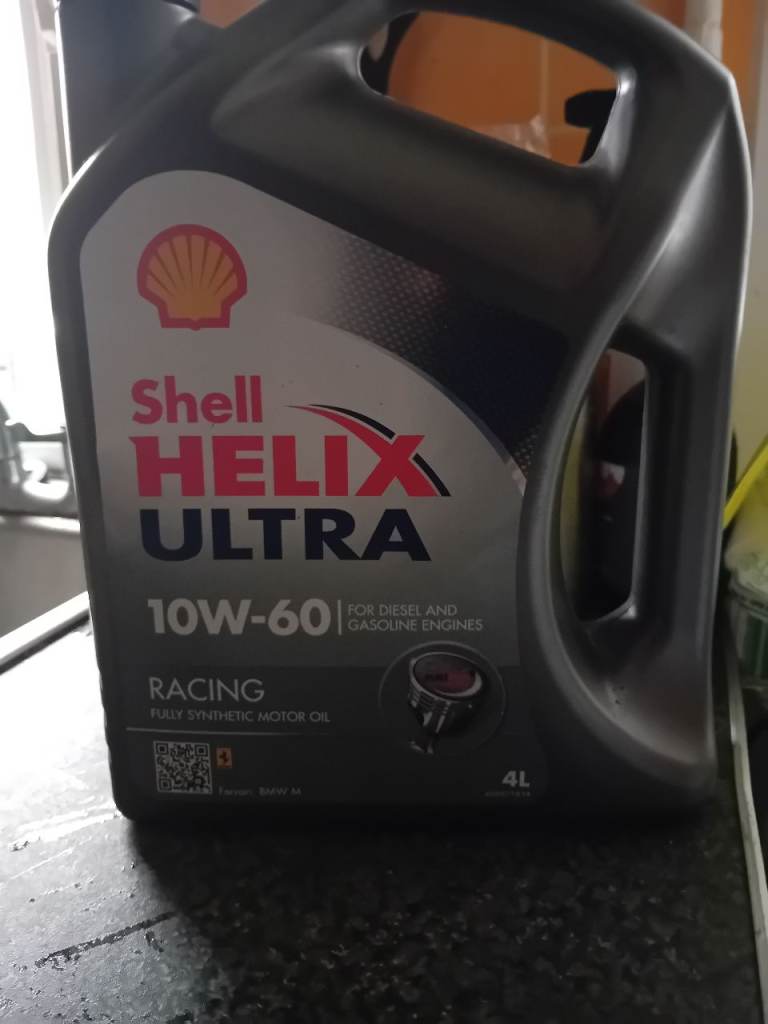 Shell
HELIX
ULTRA
10W-60
FOR DIESEL AND
GASOLINE ENGINES
RACING
FULLY SYNTHETIC MOTOR OIL
Ferrari BMW M
4L